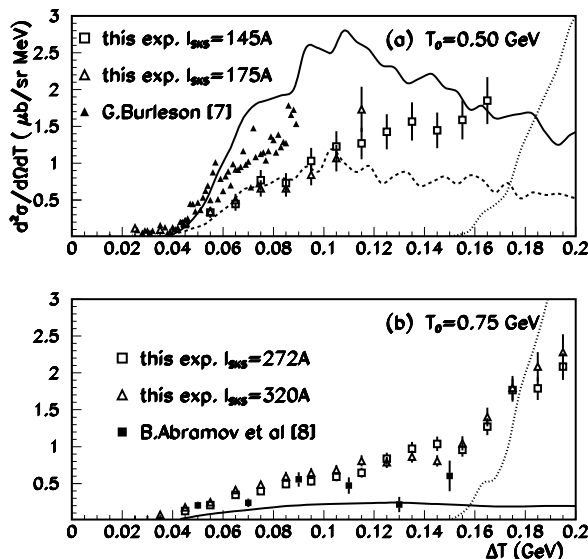 d²σ/dΩdT ( μb/sr MeV)
3
2.5
2
1.5
1
0.5
□ this exp. I_SKS=145A
△ this exp. I_SKS=175A
▲ G.Burleson [7]
(a) T₀=0.50 GeV
0 0.02 0.04 0.06 0.08 0.1 0.12 0.14 0.16 0.18 0.2
3
2.5
2
1.5
1
0.5
(b) T₀=0.75 GeV
□ this exp. I_SKS=272A
△ this exp. I_SKS=320A
■ B.Abramov et al [8]
0 0.02 0.04 0.06 0.08 0.1 0.12 0.14 0.16 0.18 0.2
ΔT (GeV)